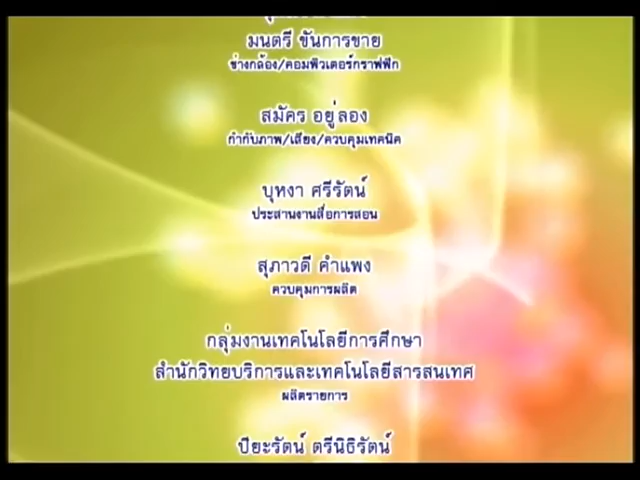 มนตรี ขันการขาย
ช่างกล้อง/คอมพิวเตอร์กราฟฟิก
สมัคร อยู่ลอง
กำกับภาพ/เสียง/ควบคุมเทคนิค
บุหงา ศรีรัตน์
ประสานงานสื่อการสอน
สุภาวดี คำแพง
ควบคุมการผลิต
กลุ่มงานเทคโนโลยีการศึกษา
สำนักวิทยบริการและเทคโนโลยีสารสนเทศ
ผลิตรายการ
ปิยะรัตน์ ตรีนิธิรัตน์